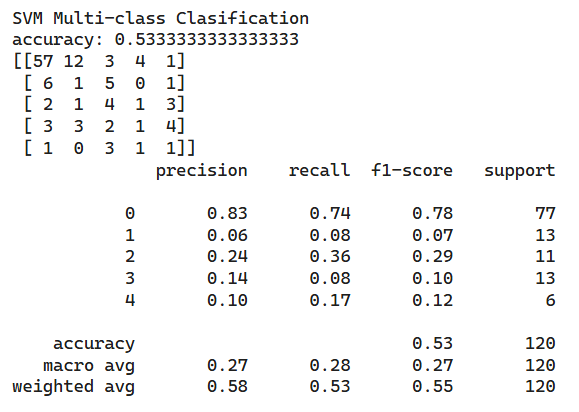 SVM Multi-class Clasification
accuracy: 0.5333333333333333
[[57 12  3  4  1]
 [ 6  1  5  0  1]
 [ 2  1  4  1  3]
 [ 3  3  2  1  4]
 [ 1  0  3  1  1]]
              precision    recall  f1-score   support

           0       0.83      0.74      0.78        77
           1       0.06      0.08      0.07        13
           2       0.24      0.36      0.29        11
           3       0.14      0.08      0.10        13
           4       0.10      0.17      0.12         6

    accuracy                           0.53       120
   macro avg       0.27      0.28      0.27       120
weighted avg       0.58      0.53      0.55       120